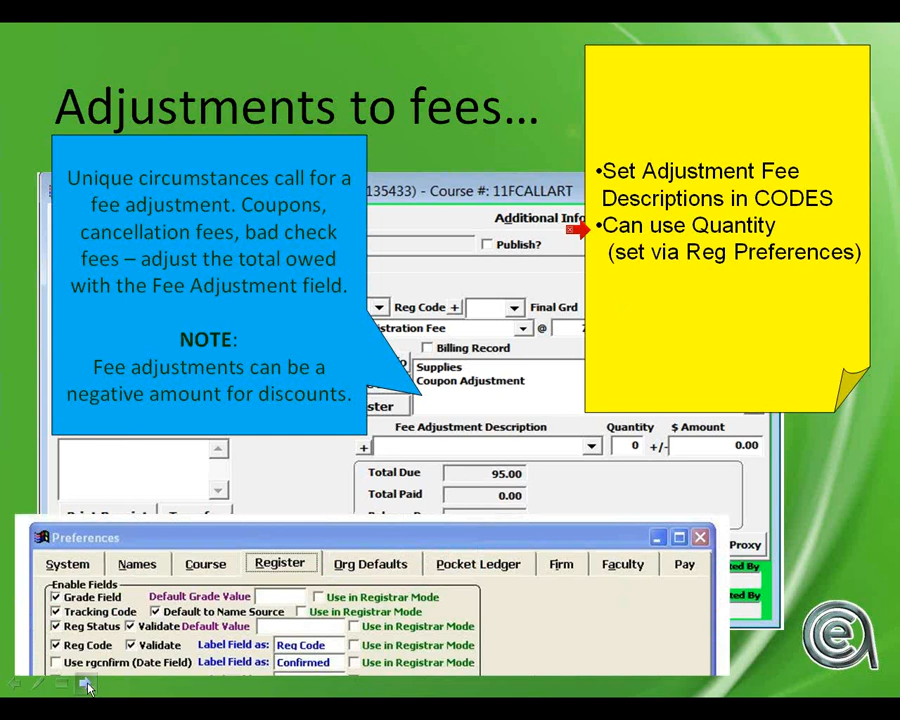 Adjustments to fees...
Unique circumstances call for a
fee adjustment. Coupons,
cancellation fees, bad check
fees – adjust the total owed
with the Fee Adjustment field.
NOTE:
Fee adjustments can be a
negative amount for discounts.
•Set Adjustment Fee
Descriptions in CODES
•Can use Quantity
(set via Reg Preferences)
135433) - Course #: 11FCALLART
Additional Info
Publish?
Reg Code + Final Grd
istration Fee @
Billing Record
Supplies
Coupon Adjustment
ster
Fee Adjustment Description Quantity $ Amount
+ 0 +/- 0.00
Total Due 95.00
Total Paid 0.00
Proxy
ted By
ted By
Preferences
System Names Course Register Org Defaults Pocket Ledger Firm Faculty Pay
Enable Fields
Grade Field Default Grade Value Use in Registrar Mode
Tracking Code Default to Name Source Use in Registrar Mode
Reg Status Validate Default Value Use in Registrar Mode
Reg Code Validate Label Field as: Reg Code Use in Registrar Mode
Use rgcnfirm (Date Field) Label Field as: Confirmed Use in Registrar Mode